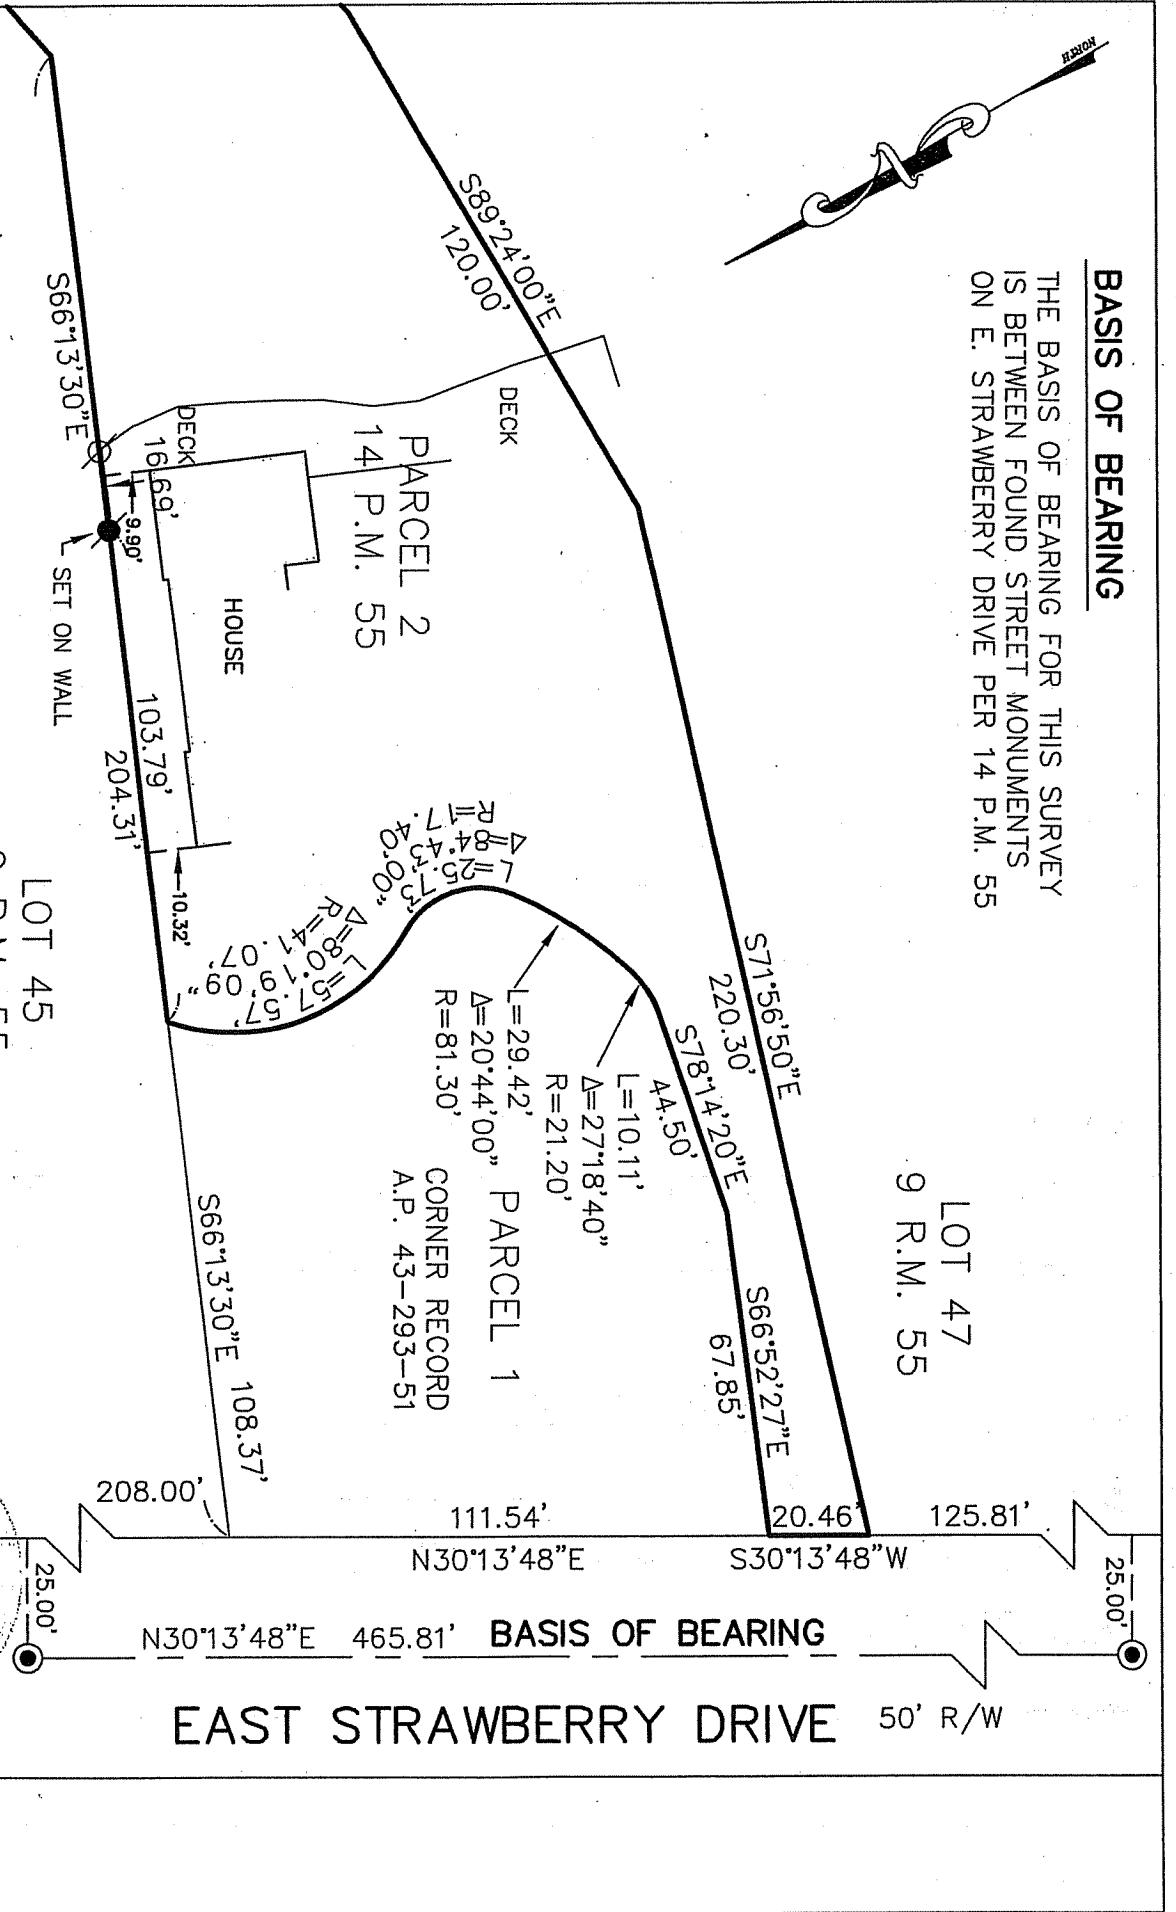 NORTH
BASIS OF BEARING
THE BASIS OF BEARING FOR THIS SURVEY
IS BETWEEN FOUND STREET MONUMENTS
ON E. STRAWBERRY DRIVE PER 14 P.M. 55
S89°24'00"E
120.00'
DECK
S71°56'50"E
220.30'
LOT 47
9 R.M. 55
PARCEL 2
14 P.M. 55
DECK
16.69'
9.90'
HOUSE
S66°13'30"E
SET ON WALL
103.79'
204.31'
10.32'
LOT 45
L=25.73'
Δ=84°43'00"
R=17.40'
L=57.57'
Δ=80°19'09"
R=41.07'
L=29.42'
Δ=20°44'00"
R=81.30'
L=10.11'
Δ=27°18'40"
R=21.20'
S78°14'20"E
44.50'
PARCEL 1
CORNER RECORD
A.P. 43-293-51
S66°52'27"E
67.85'
S66°13'30"E 108.37'
208.00'
111.54'
20.46'
125.81'
N30°13'48"E
S30°13'48"W
25.00'
25.00'
N30°13'48"E 465.81' BASIS OF BEARING
EAST STRAWBERRY DRIVE 50' R/W